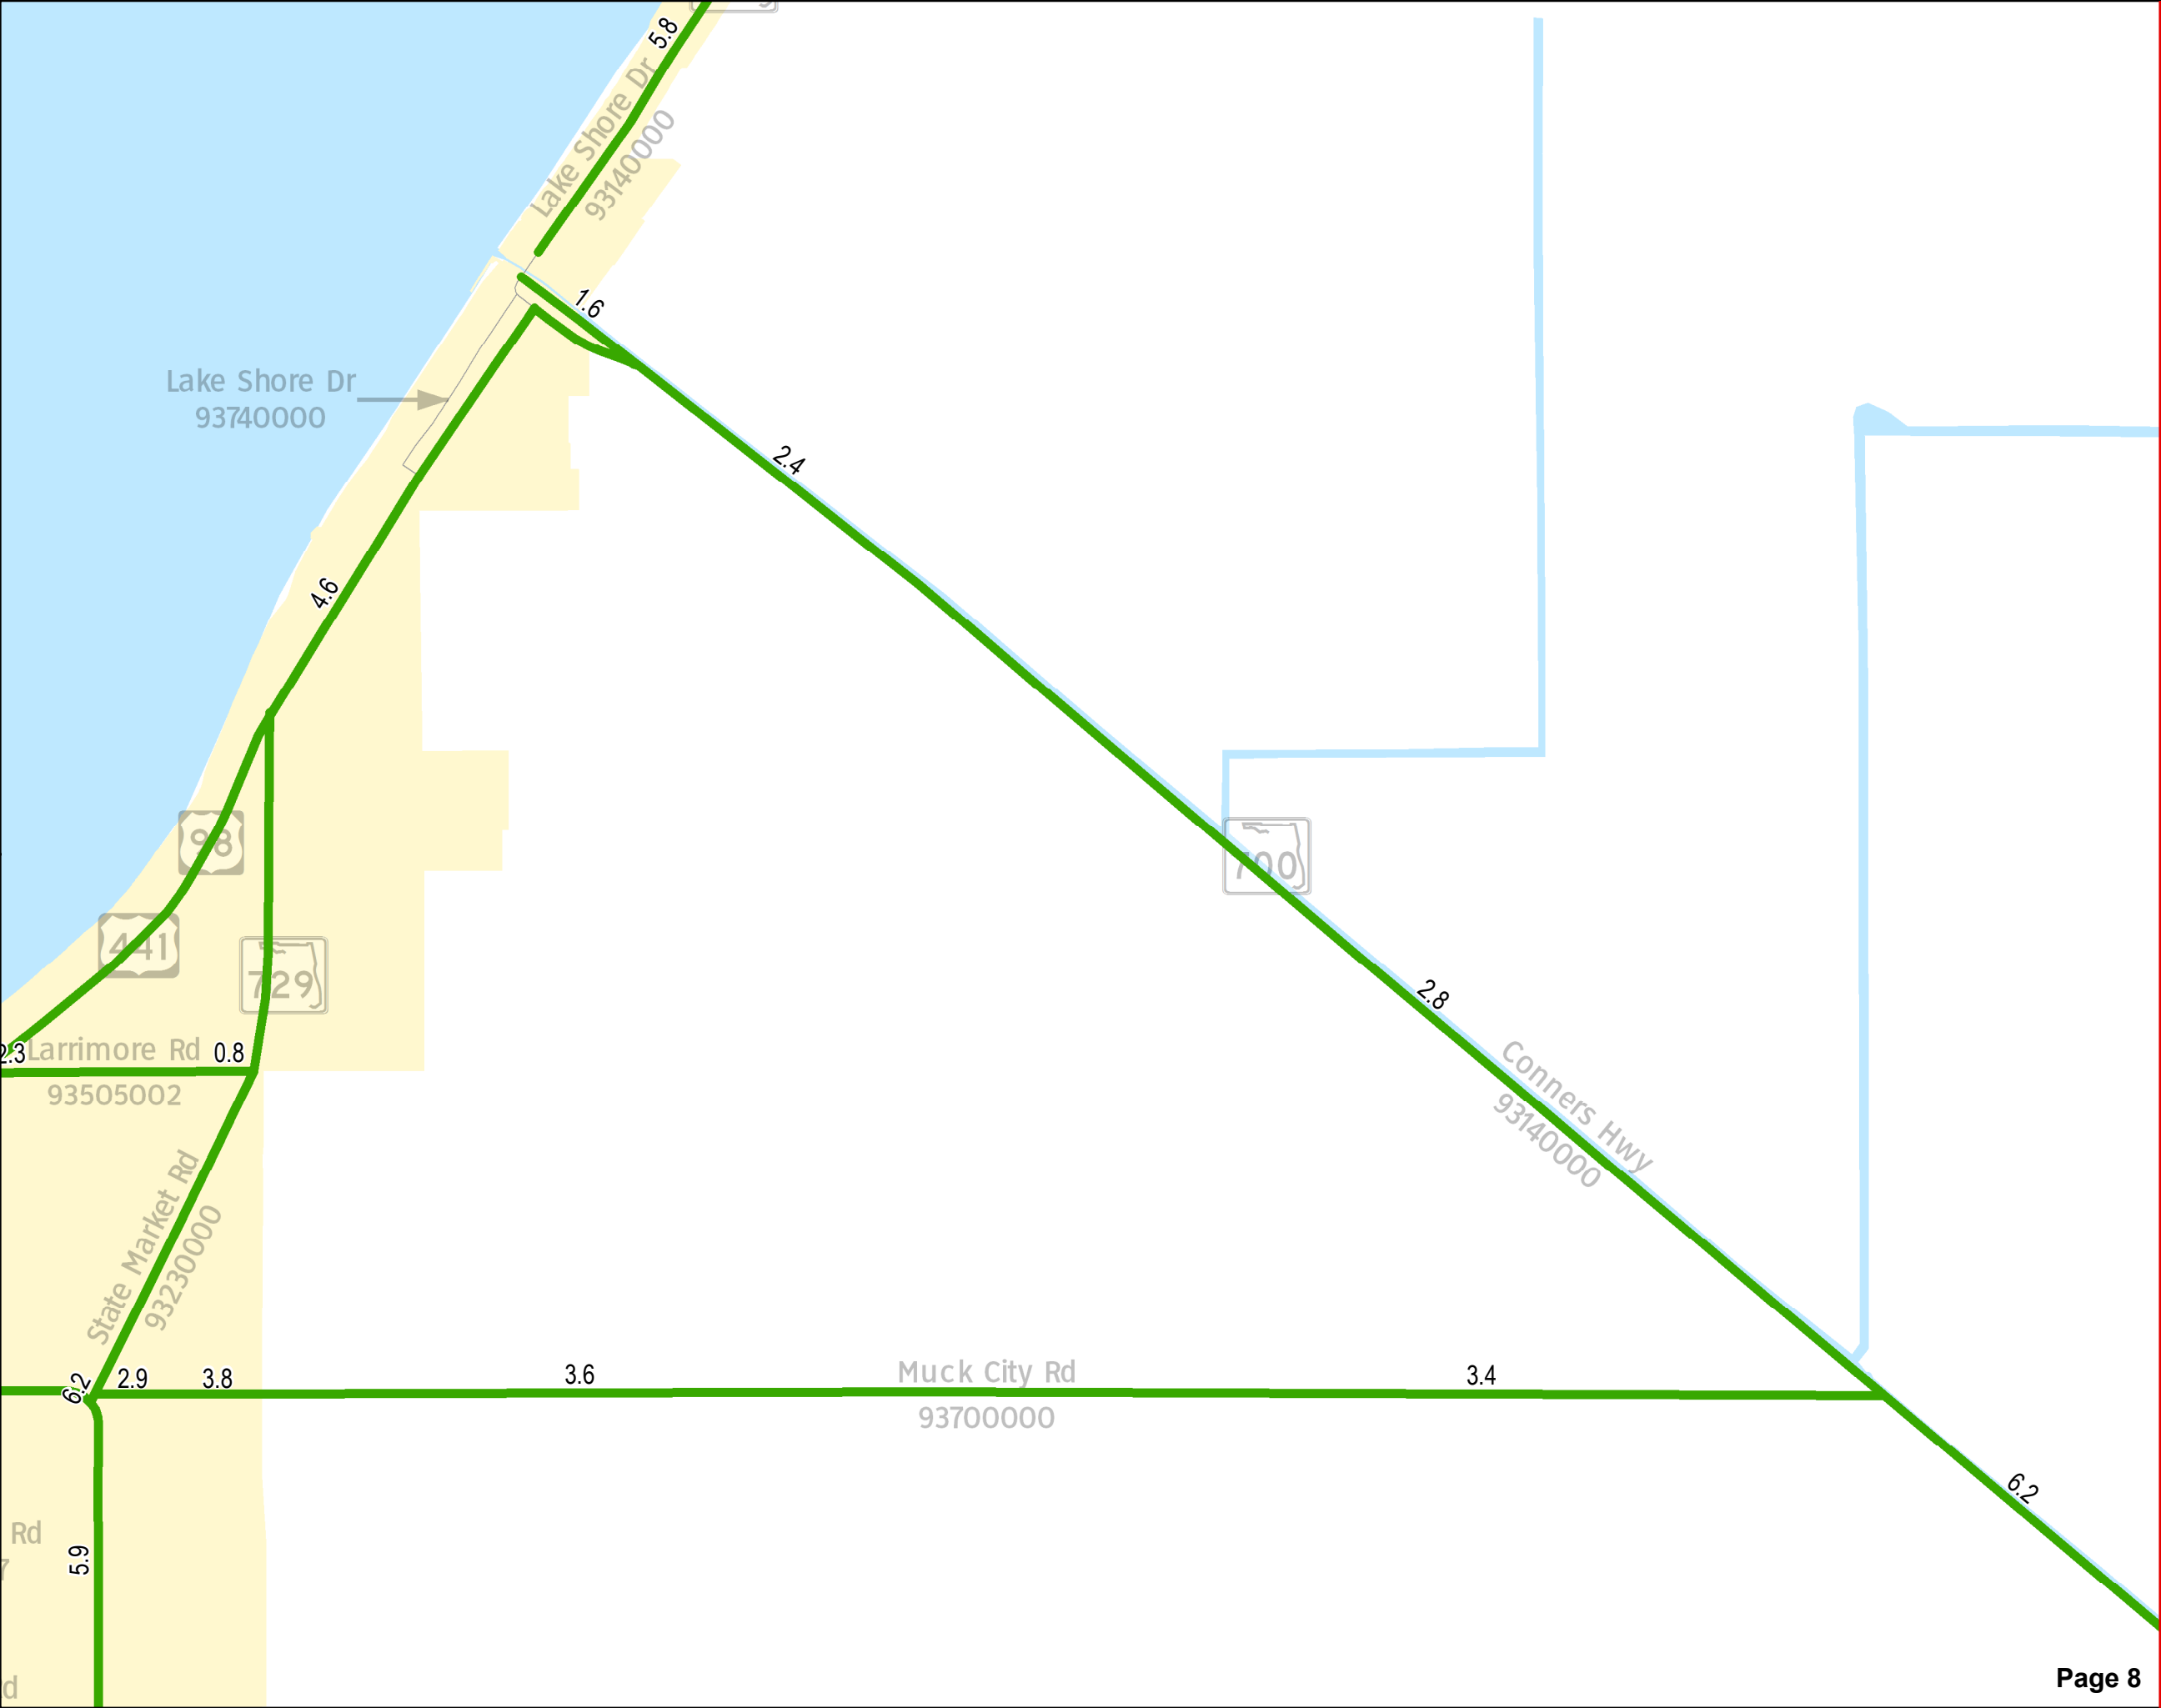 5.8
Lake Shore Dr
93140000
1.6
Lake Shore Dr
93740000
2.4
4.6
98
700
441
729
2.8
Larrimore Rd
0.8
2.3
93505002
Conners Hwy
93140000
State Market Rd
93230000
6.2
2.9
3.8
3.6
Muck City Rd
3.4
93700000
6.2
Rd
5.9
7
d
Page 8